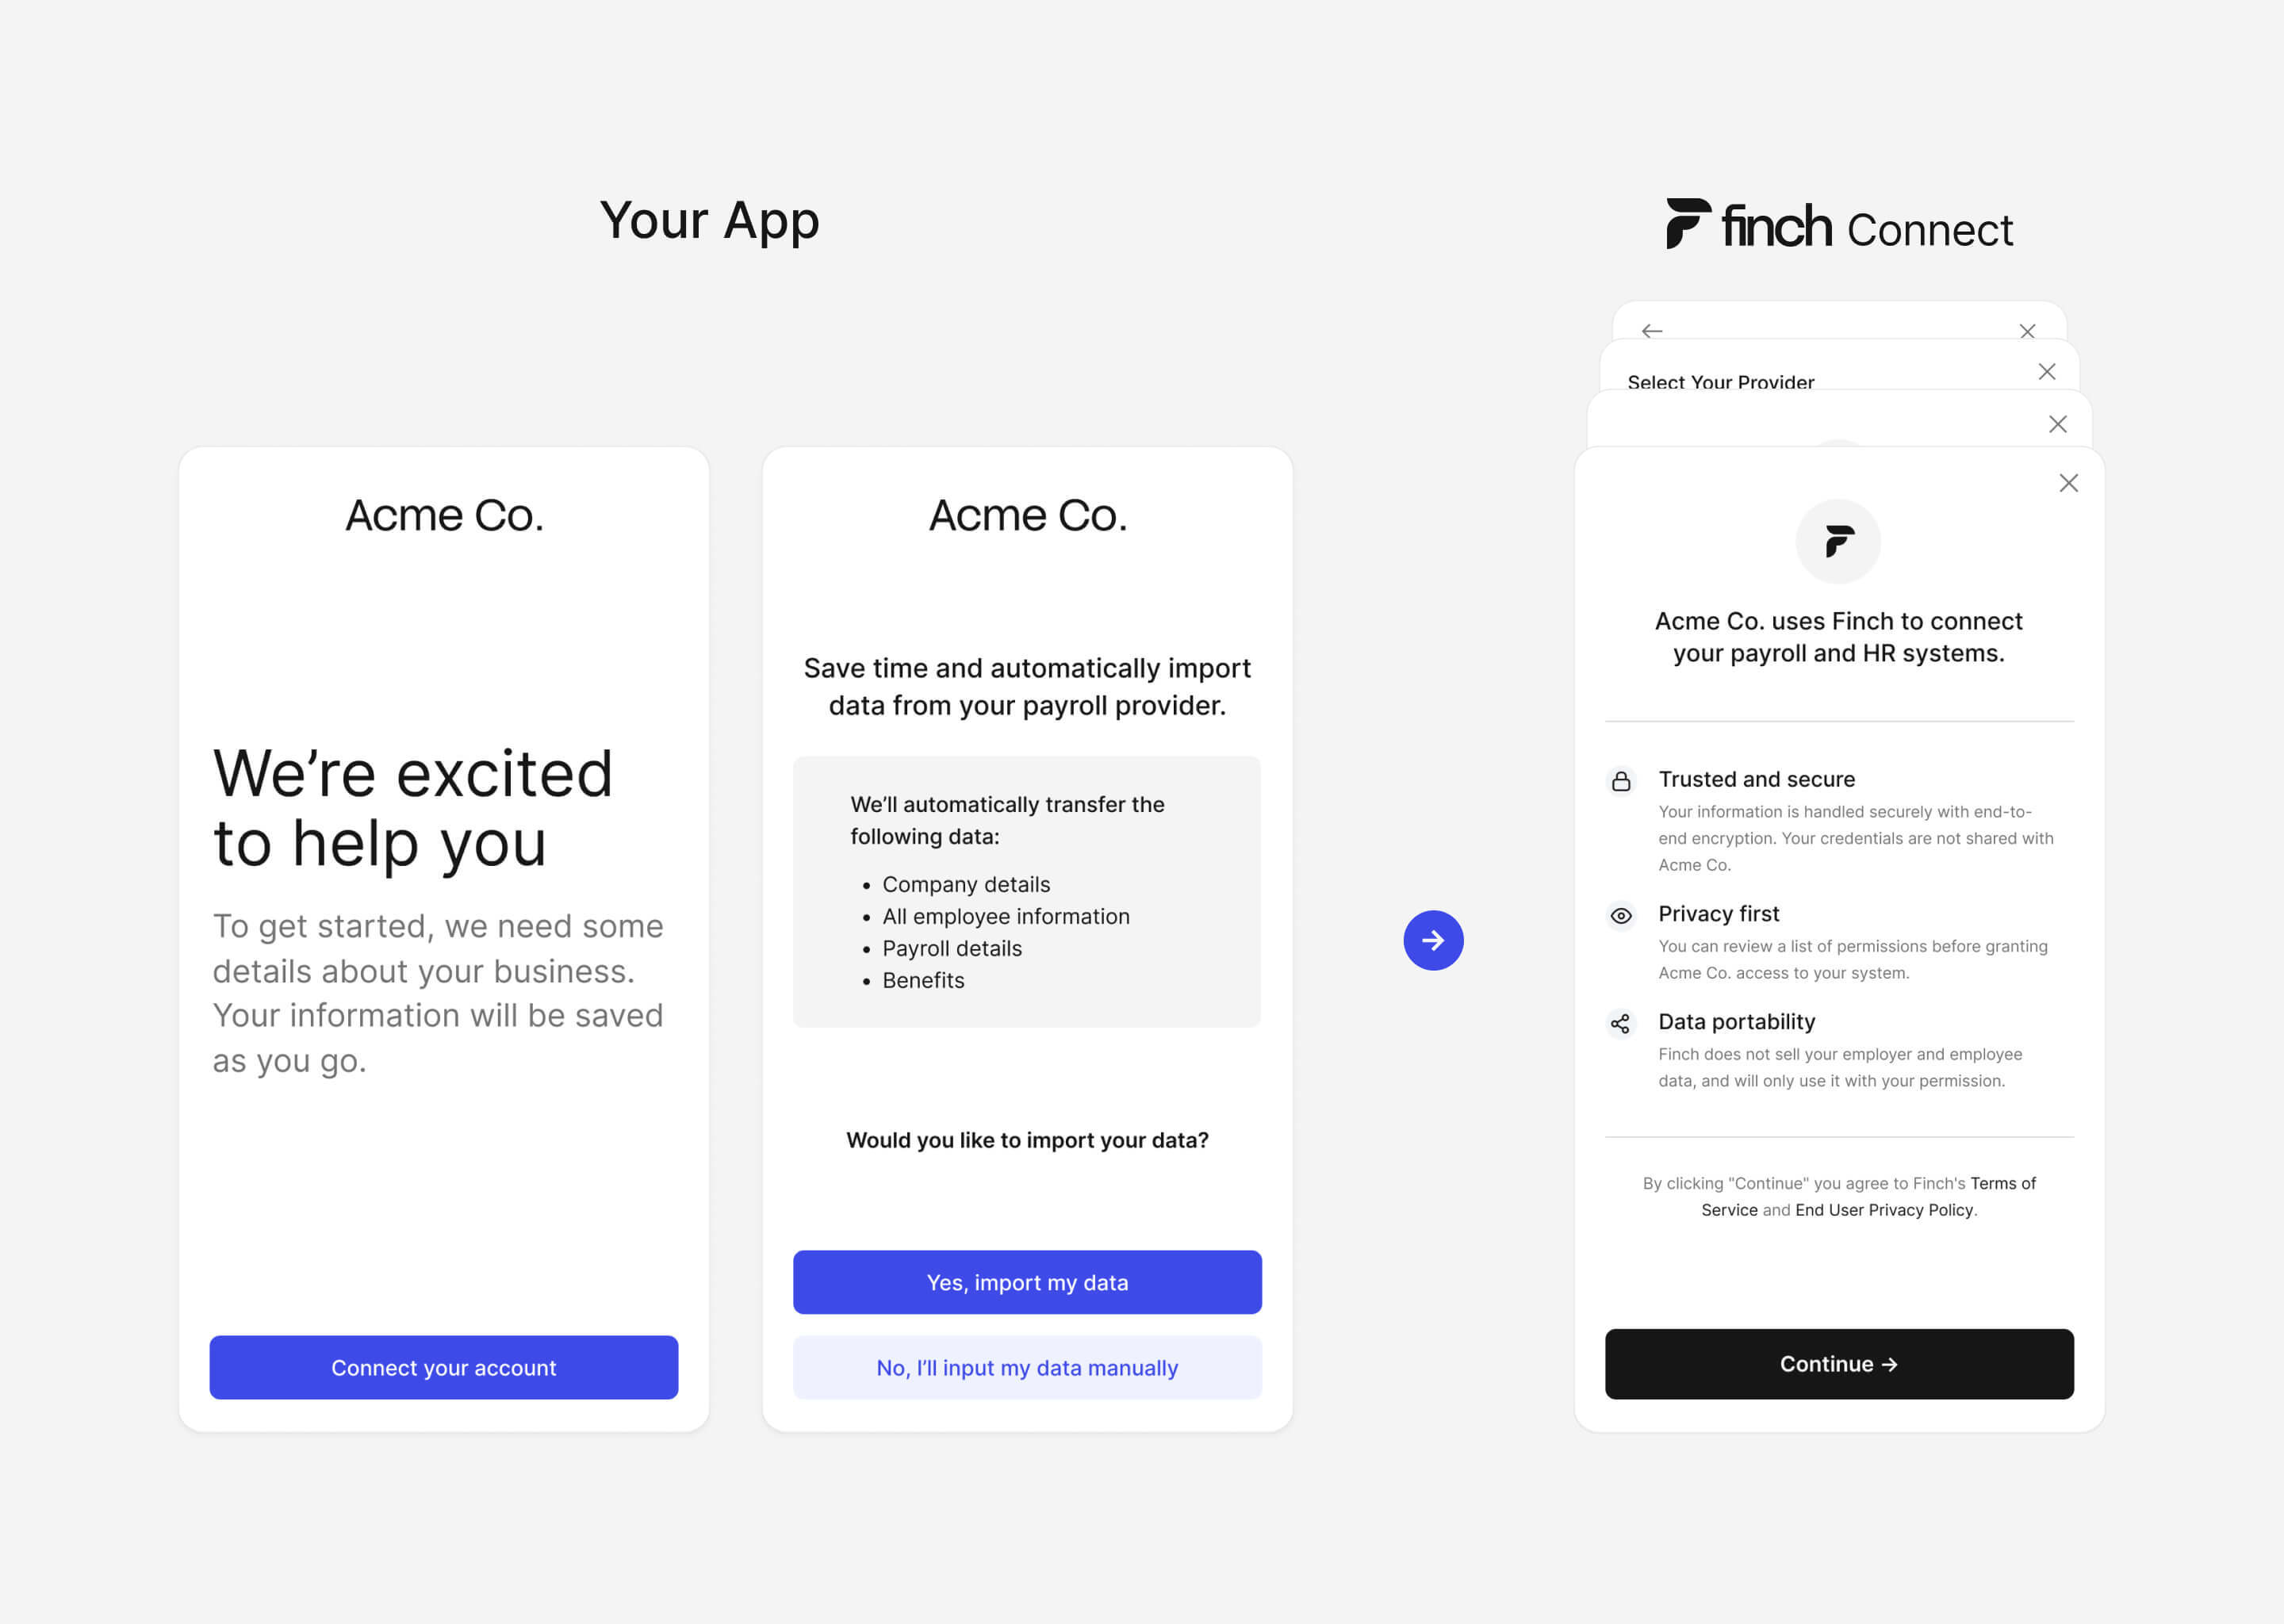 Your App
finch Connect
Select Your Provider
Acme Co.
We’re excited
to help you
To get started, we need some
details about your business.
Your information will be saved
as you go.
Connect your account
Acme Co.
Save time and automatically import
data from your payroll provider.
We’ll automatically transfer the
following data:
• Company details
• All employee information
• Payroll details
• Benefits
Would you like to import your data?
Yes, import my data
No, I’ll input my data manually
Acme Co. uses Finch to connect
your payroll and HR systems.
Trusted and secure
Your information is handled securely with end-to-
end encryption. Your credentials are not shared with
Acme Co.
Privacy first
You can review a list of permissions before granting
Acme Co. access to your system.
Data portability
Finch does not sell your employer and employee
data, and will only use it with your permission.
By clicking "Continue" you agree to Finch's Terms of
Service and End User Privacy Policy.
Continue →